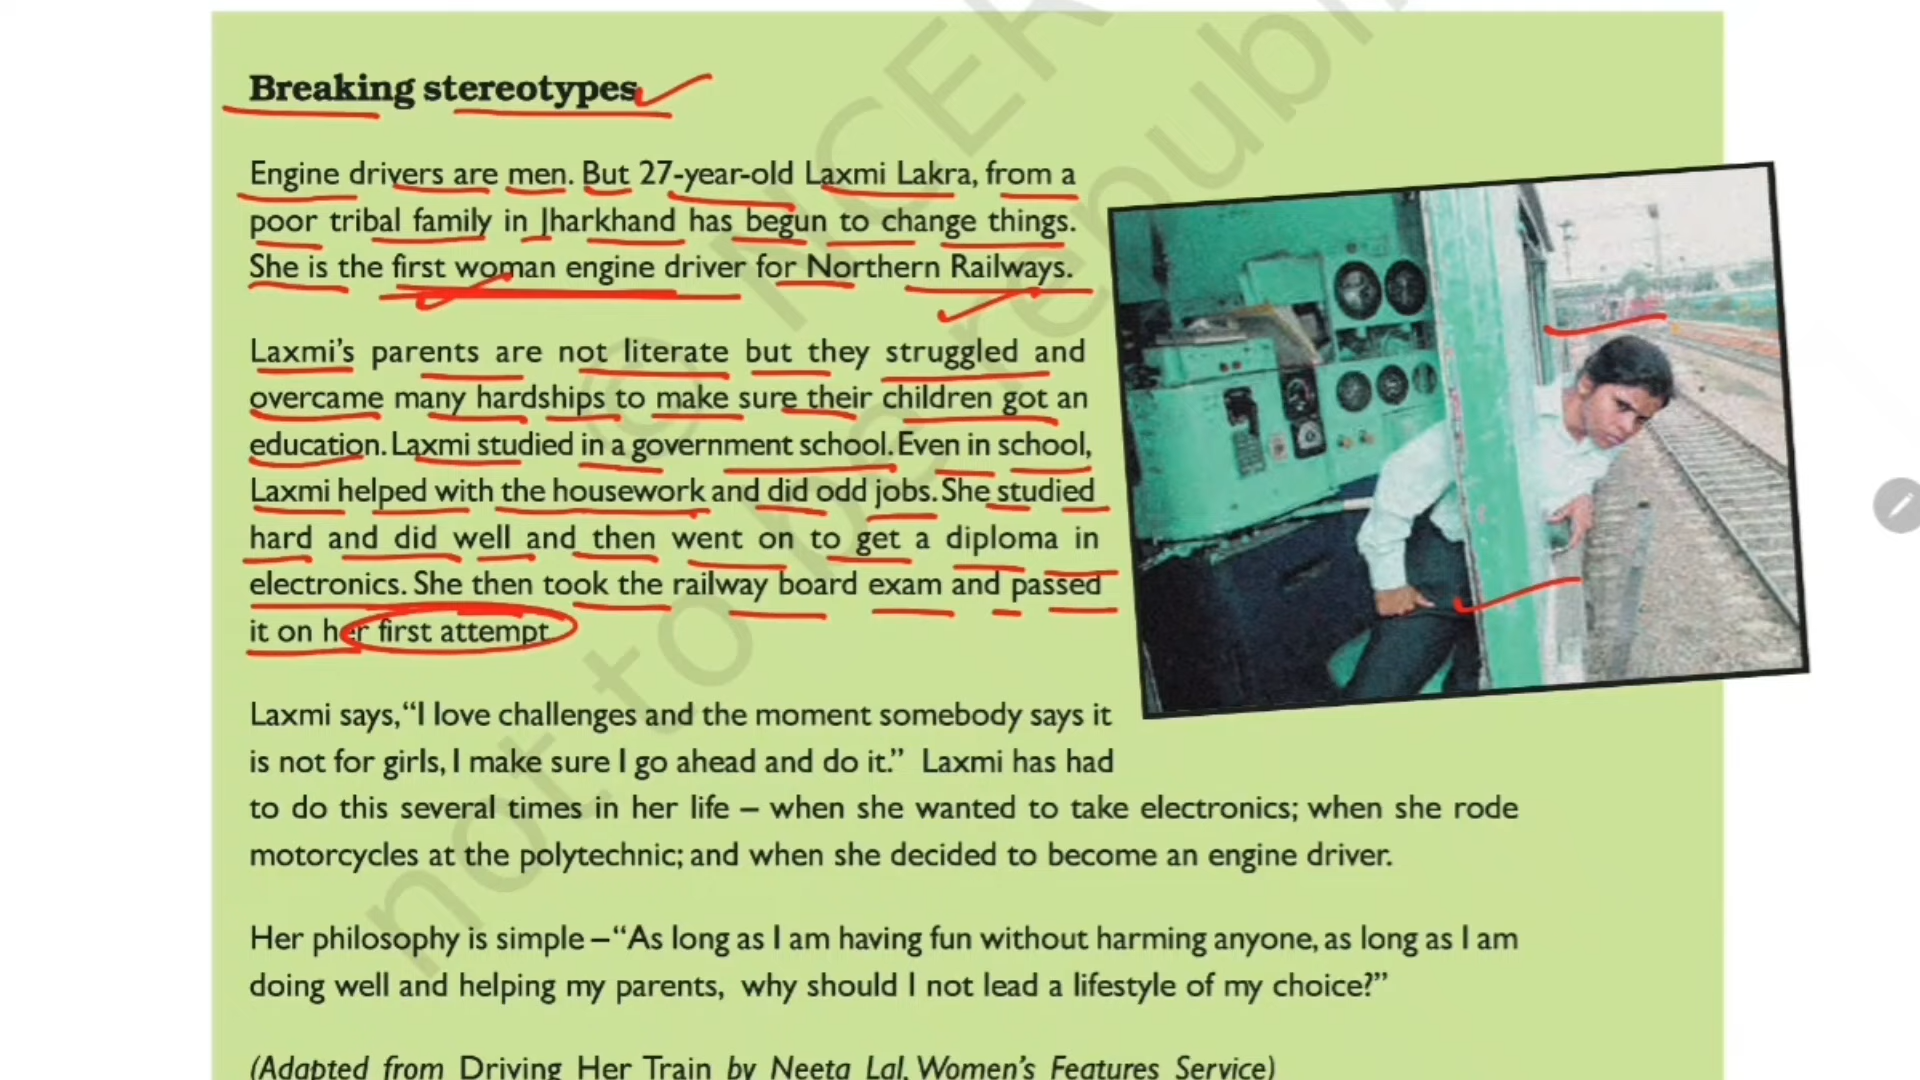 Breaking stereotypes
Engine drivers are men. But 27-year-old Laxmi Lakra, from a
poor tribal family in Jharkhand has begun to change things.
She is the first woman engine driver for Northern Railways.
Laxmi's parents are not literate but they struggled and
overcame many hardships to make sure their children got an
education. Laxmi studied in a government school. Even in school,
Laxmi helped with the housework and did odd jobs. She studied
hard and did well and then went on to get a diploma in
electronics. She then took the railway board exam and passed
it on her first attempt
Laxmi says, “I love challenges and the moment somebody says it
is not for girls, I make sure I go ahead and do it.” Laxmi has had
to do this several times in her life – when she wanted to take electronics; when she rode
motorcycles at the polytechnic; and when she decided to become an engine driver.
Her philosophy is simple – “As long as I am having fun without harming anyone, as long as I am
doing well and helping my parents, why should I not lead a lifestyle of my choice?”
(Adapted from Driving Her Train by Neeta Lal, Women's Features Service)
© NCER
not to be republi